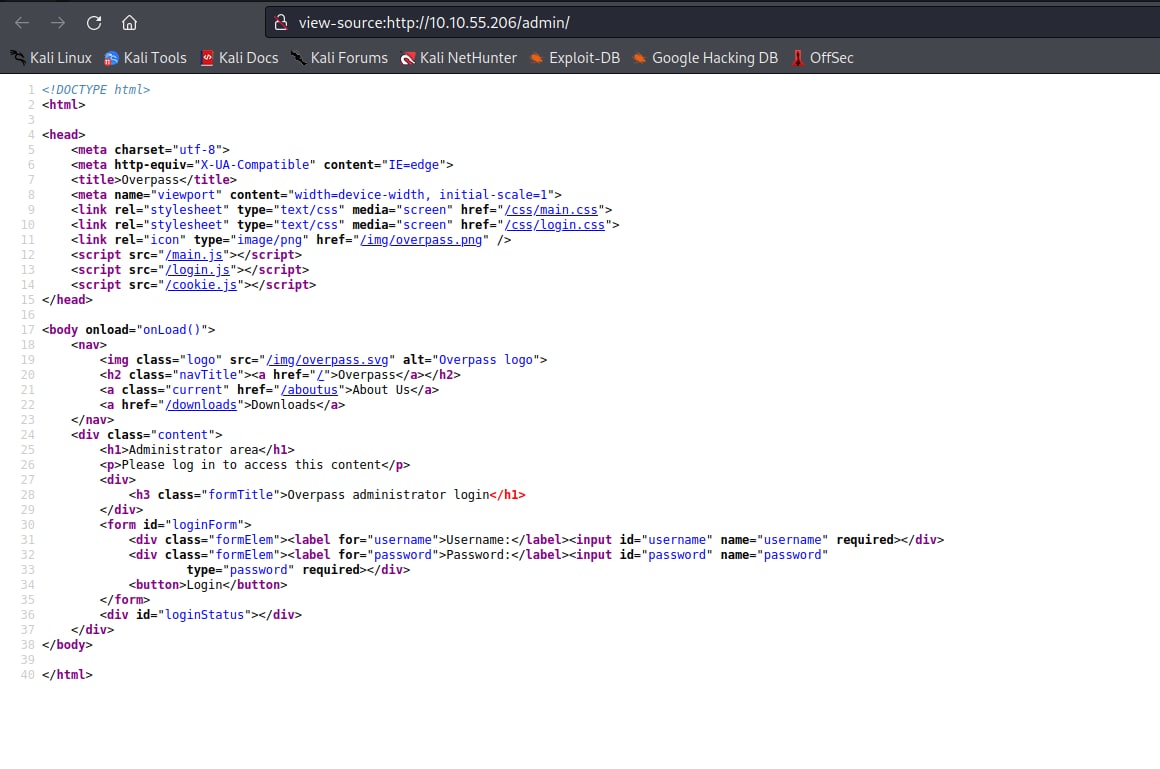 view-source:http://10.10.55.206/admin/
Kali Linux Kali Tools Kali Docs Kali Forums Kali NetHunter Exploit-DB Google Hacking DB OffSec
1 <!DOCTYPE html>
2 <html>
3
4 <head>
5     <meta charset="utf-8">
6     <meta http-equiv="X-UA-Compatible" content="IE=edge">
7     <title>Overpass</title>
8     <meta name="viewport" content="width=device-width, initial-scale=1">
9     <link rel="stylesheet" type="text/css" media="screen" href="/css/main.css">
10     <link rel="stylesheet" type="text/css" media="screen" href="/css/login.css">
11     <link rel="icon" type="image/png" href="/img/overpass.png" />
12     <script src="/main.js"></script>
13     <script src="/login.js"></script>
14     <script src="/cookie.js"></script>
15 </head>
16
17 <body onload="onLoad()">
18     <nav>
19         <img class="logo" src="/img/overpass.svg" alt="Overpass logo">
20         <h2 class="navTitle"><a href="/">Overpass</a></h2>
21         <a class="current" href="/aboutus">About Us</a>
22         <a href="/downloads">Downloads</a>
23     </nav>
24     <div class="content">
25         <h1>Administrator area</h1>
26         <p>Please log in to access this content</p>
27         <div>
28             <h3 class="formTitle">Overpass administrator login</h1>
29         </div>
30         <form id="loginForm">
31             <div class="formElem"><label for="username">Username:</label><input id="username" name="username" required></div>
32             <div class="formElem"><label for="password">Password:</label><input id="password" name="password"
33                     type="password" required></div>
34             <button>Login</button>
35         </form>
36         <div id="loginStatus"></div>
37     </div>
38 </body>
39
40 </html>